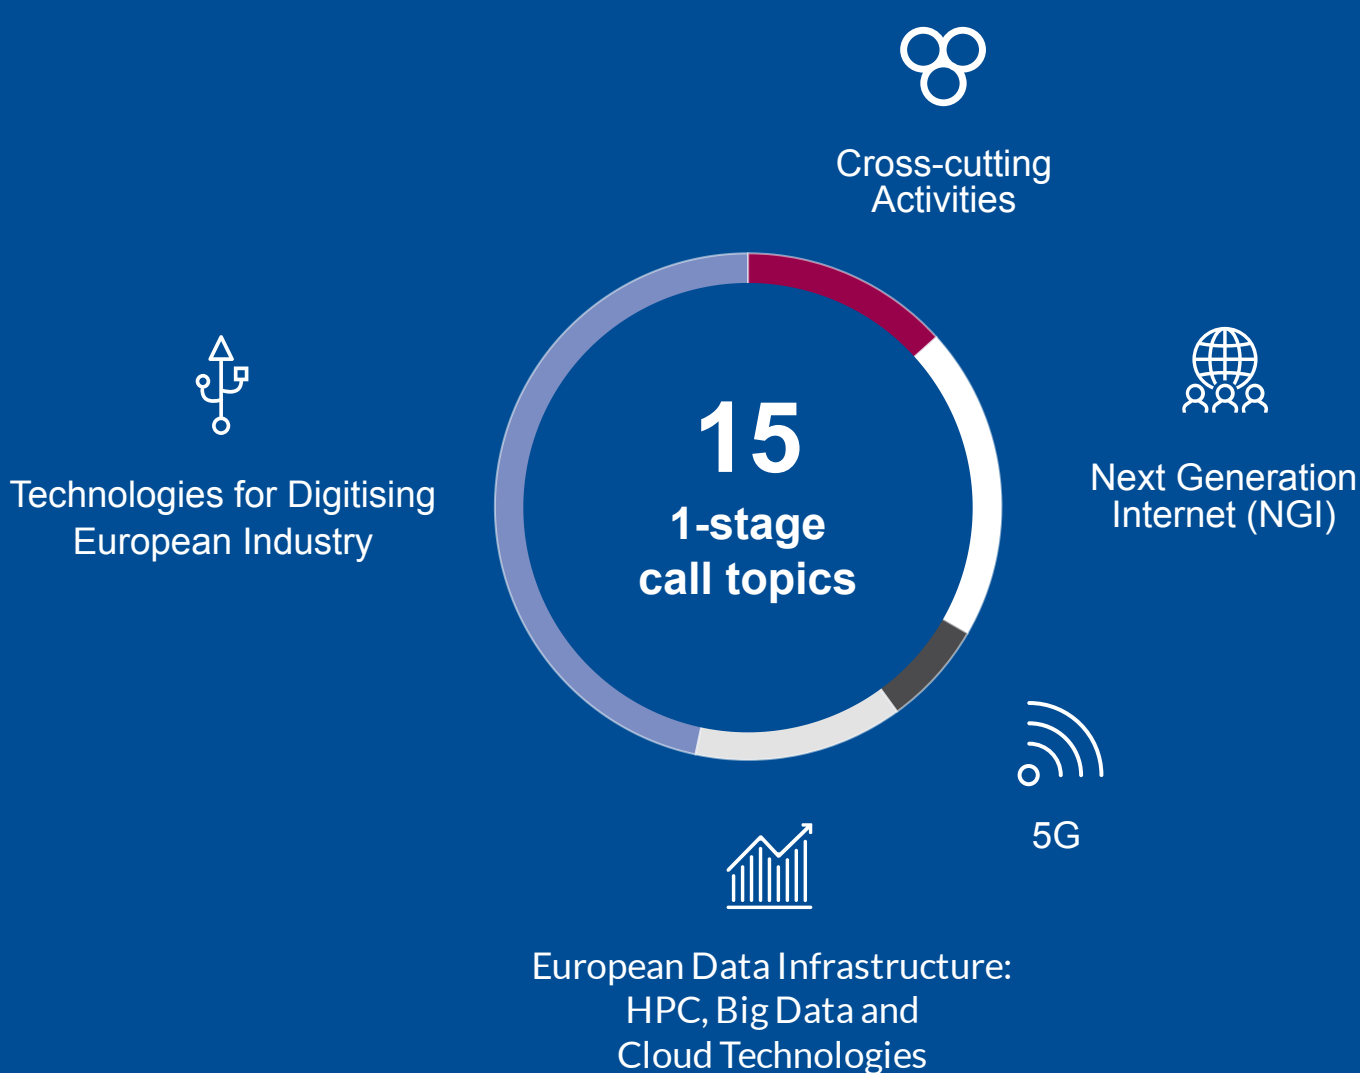 Cross-cutting
Activities
Technologies for Digitising
European Industry
15
1-stage
call topics
Next Generation
Internet (NGI)
5G
European Data Infrastructure:
HPC, Big Data and
Cloud Technologies